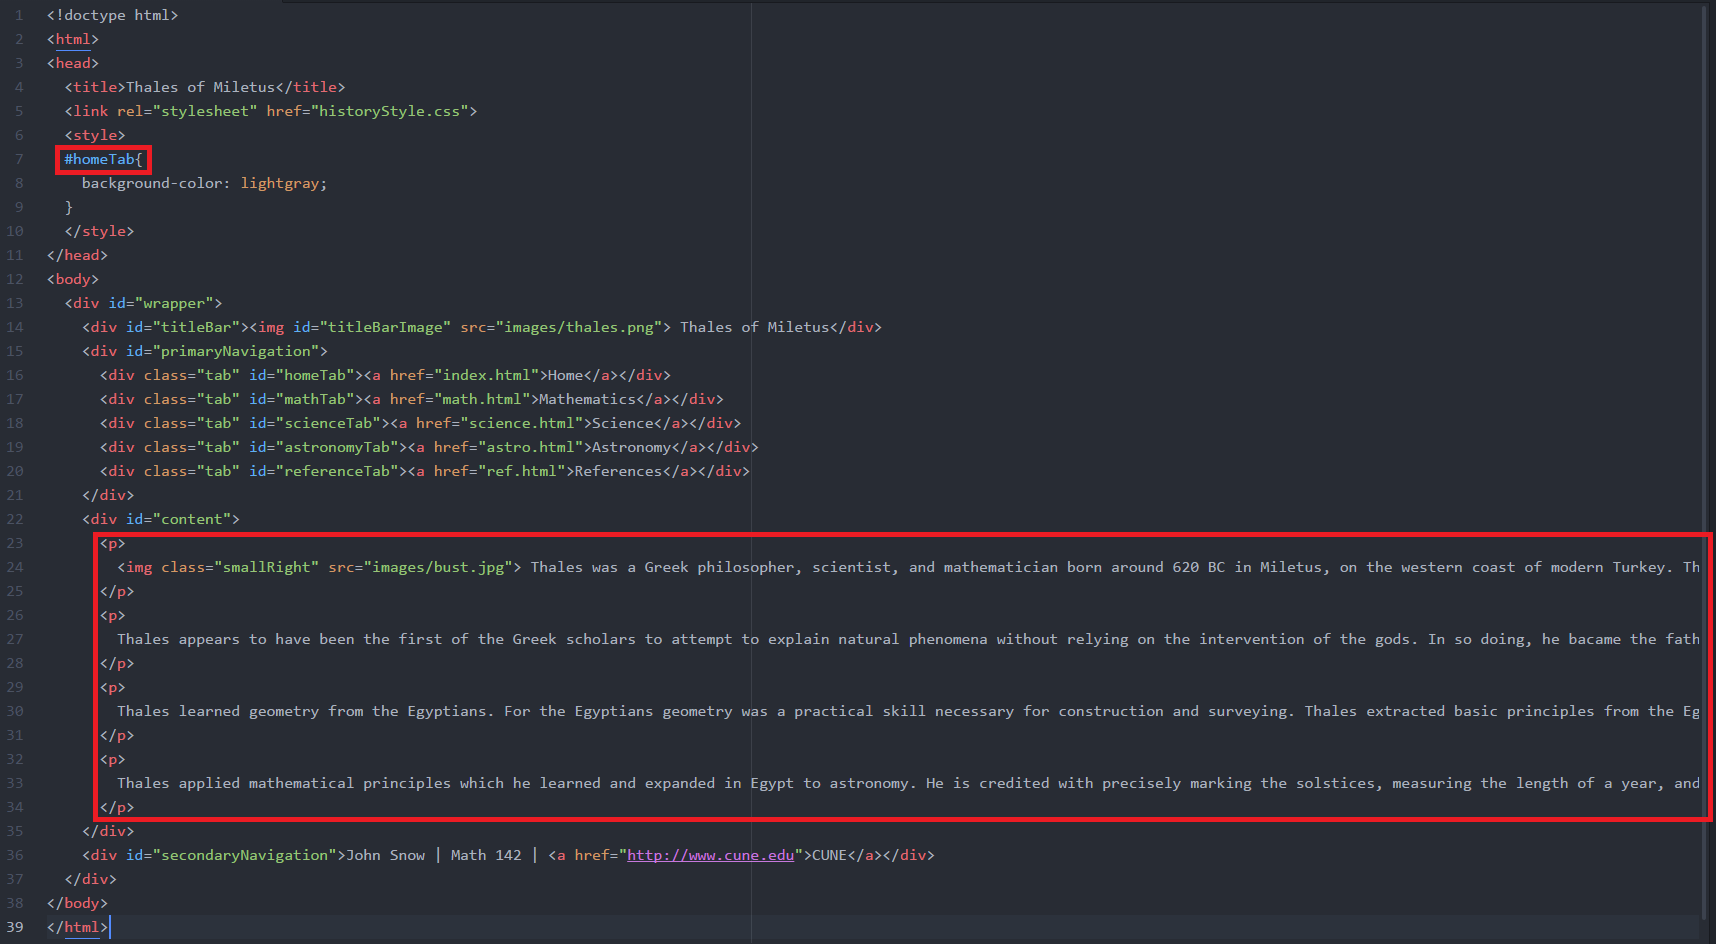 1 <!doctype html>
2 <html>
3 <head>
4 <title>Thales of Miletus</title>
5 <link rel="stylesheet" href="historyStyle.css">
6 <style>
7 #homeTab{
8 background-color: lightgray;
9 }
10 </style>
11 </head>
12 <body>
13 <div id="wrapper">
14 <div id="titleBar"><img id="titleBarImage" src="images/thales.png"> Thales of Miletus</div>
15 <div id="primaryNavigation">
16 <div class="tab" id="homeTab"><a href="index.html">Home</a></div>
17 <div class="tab" id="mathTab"><a href="math.html">Mathematics</a></div>
18 <div class="tab" id="scienceTab"><a href="science.html">Science</a></div>
19 <div class="tab" id="astronomyTab"><a href="astro.html">Astronomy</a></div>
20 <div class="tab" id="referenceTab"><a href="ref.html">References</a></div>
21 </div>
22 <div id="content">
23 <p>
24 <img class="smallRight" src="images/bust.jpg"> Thales was a Greek philosopher, scientist, and mathematician born around 620 BC in Miletus, on the western coast of modern Turkey. Th
25 </p>
26 <p>
27 Thales appears to have been the first of the Greek scholars to attempt to explain natural phenomena without relying on the intervention of the gods. In so doing, he bacame the fath
28 </p>
29 <p>
30 Thales learned geometry from the Egyptians. For the Egyptians geometry was a practical skill necessary for construction and surveying. Thales extracted basic principles from the Eg
31 </p>
32 <p>
33 Thales applied mathematical principles which he learned and expanded in Egypt to astronomy. He is credited with precisely marking the solstices, measuring the length of a year, and
34 </p>
35 </div>
36 <div id="secondaryNavigation">John Snow | Math 142 | <a href="http://www.cune.edu">CUNE</a></div>
37 </div>
38 </body>
39 </html>